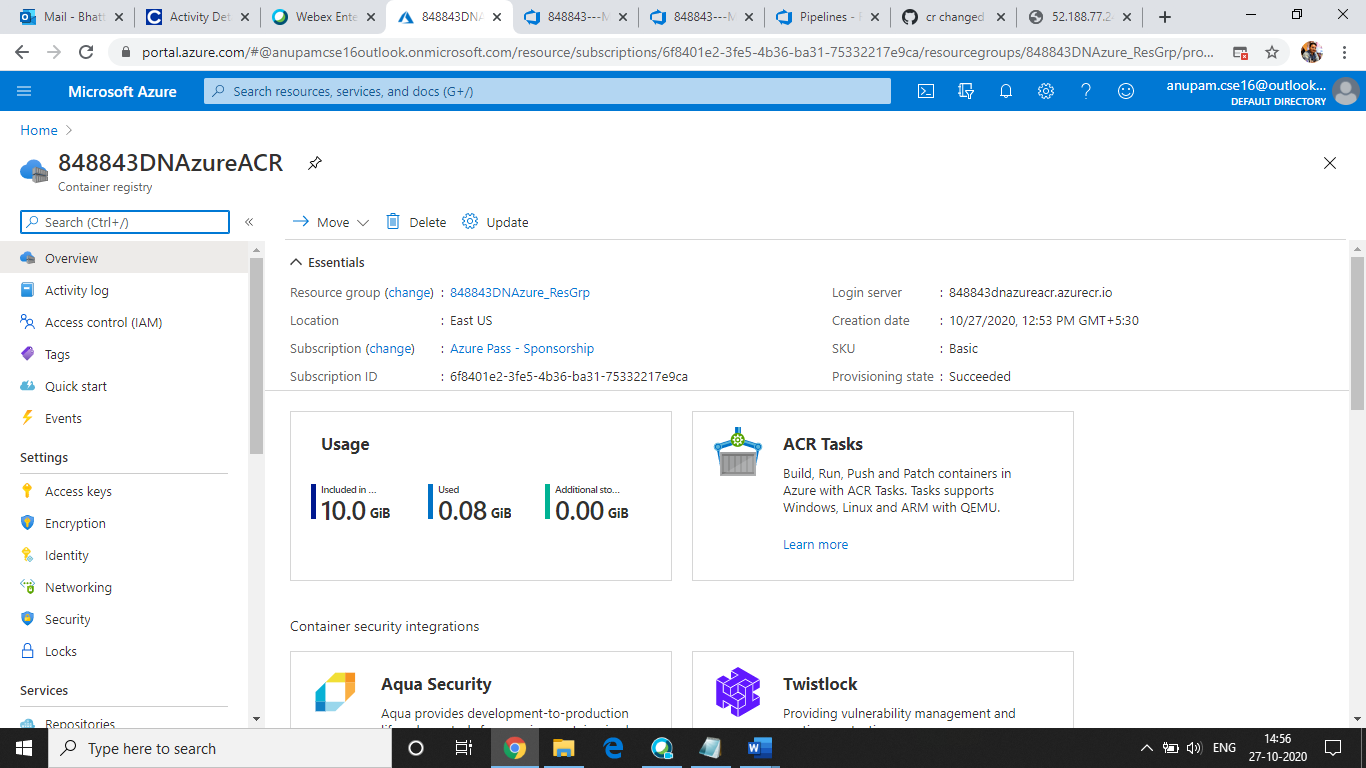 Mail - Bhatt
Activity Det
Webex Ente
848843DNA
848843---M
848843---M
Pipelines -
cr changed
52.188.77.2
portal.azure.com/#@anupamcse16outlook.onmicrosoft.com/resource/subscriptions/6f8401e2-3fe5-4b36-ba31-75332217e9ca/resourcegroups/848843DNAzure_ResGrp/pro...
Microsoft Azure
Search resources, services, and docs (G+/)
anupam.cse16@outlook...
DEFAULT DIRECTORY
Home
848843DNAzureACR
Container registry
Search (Ctrl+/)
Move
Delete
Update
Overview
Activity log
Access control (IAM)
Tags
Quick start
Events
Settings
Access keys
Encryption
Identity
Networking
Security
Locks
Services
Repositories
Essentials
Resource group (change) : 848843DNAzure_ResGrp
Location : East US
Subscription (change) : Azure Pass - Sponsorship
Subscription ID : 6f8401e2-3fe5-4b36-ba31-75332217e9ca
Login server : 848843dnazureacr.azurecr.io
Creation date : 10/27/2020, 12:53 PM GMT+5:30
SKU : Basic
Provisioning state : Succeeded
Usage
Included in ...
10.0 GiB
Used
0.08 GiB
Additional sto...
0.00 GiB
ACR Tasks
Build, Run, Push and Patch containers in
Azure with ACR Tasks. Tasks supports
Windows, Linux and ARM with QEMU.
Learn more
Container security integrations
Aqua Security
Aqua provides development-to-production
Twistlock
Providing vulnerability management and
Type here to search
ENG
14:56
27-10-2020